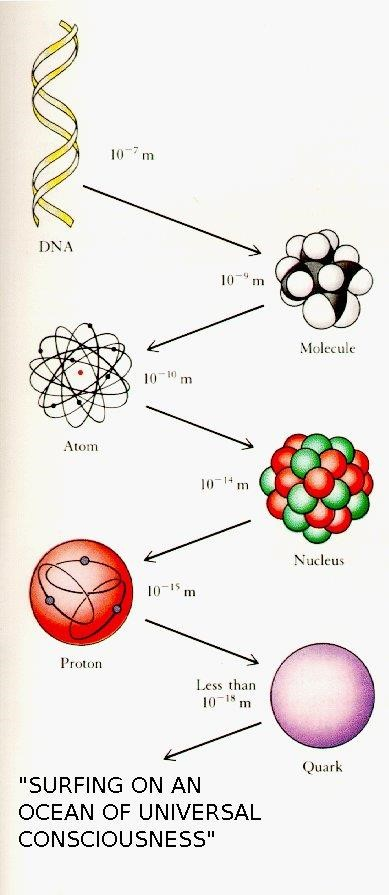 10⁻⁷ m
DNA
10⁻⁹ m
Molecule
10⁻¹⁰ m
Atom
10⁻¹⁴ m
Nucleus
10⁻¹⁵ m
Proton
Less than
10⁻¹⁸ m
Quark
"SURFING ON AN
OCEAN OF UNIVERSAL
CONSCIOUSNESS"